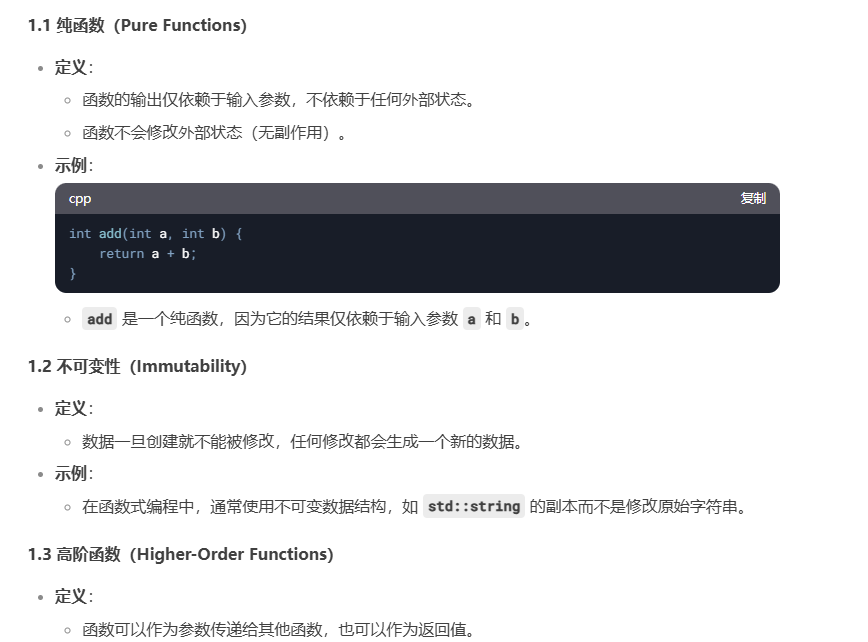 1.1 纯函数（Pure Functions）
定义：
函数的输出仅依赖于输入参数，不依赖于任何外部状态。
函数不会修改外部状态（无副作用）。
示例：
cpp 复制
int add(int a, int b) {
    return a + b;
}
add 是一个纯函数，因为它的结果仅依赖于输入参数 a 和 b。
1.2 不可变性（Immutability）
定义：
数据一旦创建就不能被修改，任何修改都会生成一个新的数据。
示例：
在函数式编程中，通常使用不可变数据结构，如 std::string 的副本而不是修改原始字符串。
1.3 高阶函数（Higher-Order Functions）
定义：
函数可以作为参数传递给其他函数，也可以作为返回值。